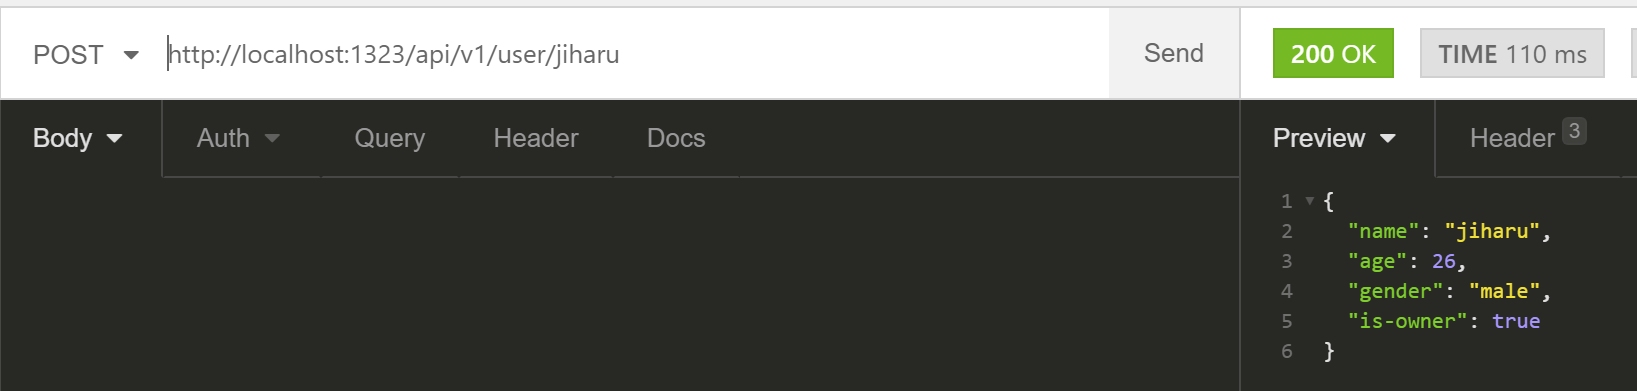 POST http://localhost:1323/api/v1/user/jiharu Send 200 OK TIME 110 ms
Body Auth Query Header Docs Preview Header 3
1 {
2 "name": "jiharu",
3 "age": 26,
4 "gender": "male",
5 "is-owner": true
6 }